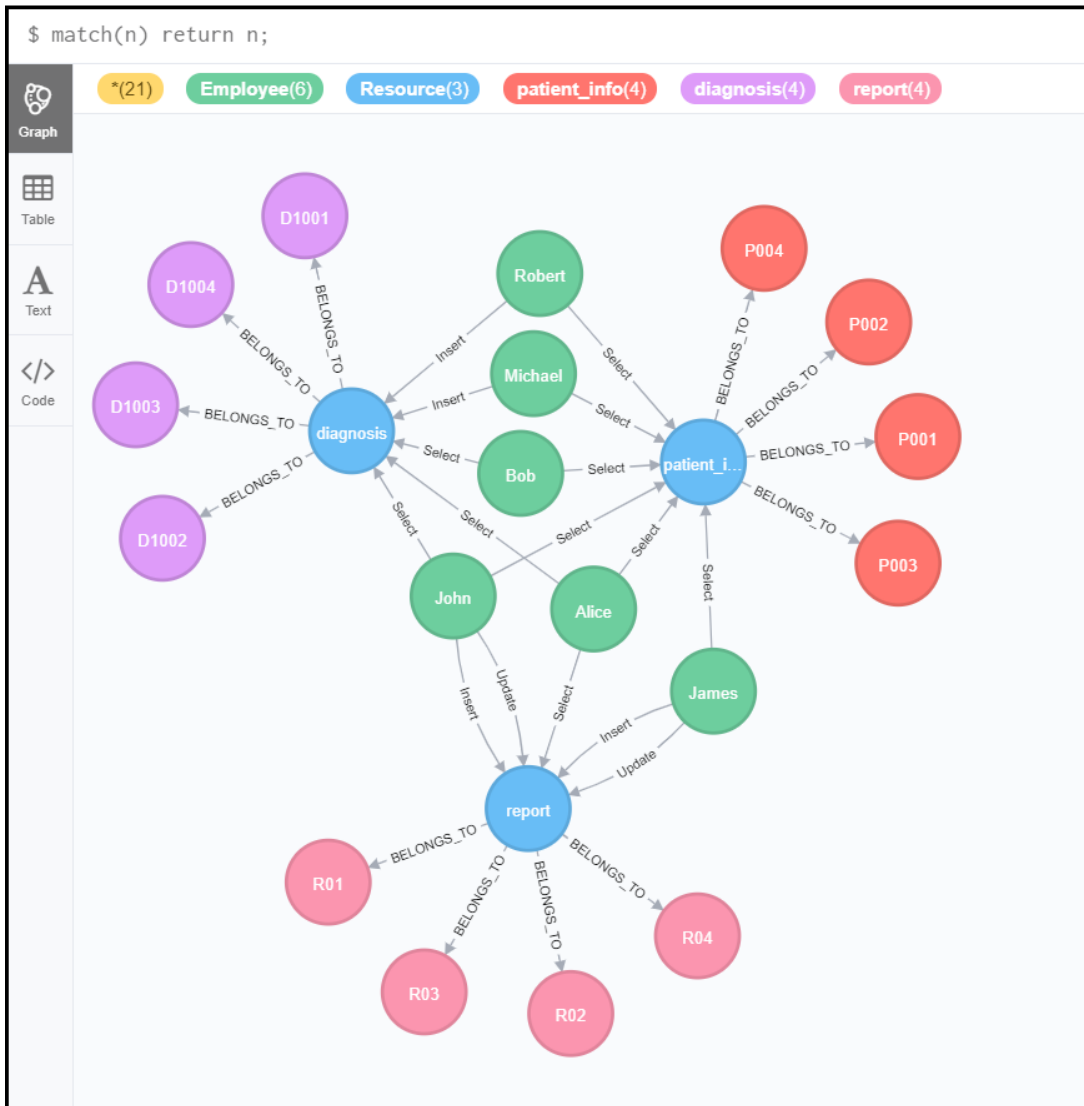 $ match(n) return n;
*(21) Employee(6) Resource(3) patient_info(4) diagnosis(4) report(4)
Graph
Table
Text
Code
D1001
D1004
D1003
D1002
BELONGS_TO
BELONGS_TO
BELONGS_TO
BELONGS_TO
diagnosis
Robert
Michael
Bob
Insert
Insert
Select
Select
Select
Select
P004
P002
P001
P003
BELONGS_TO
BELONGS_TO
BELONGS_TO
BELONGS_TO
patient_i...
Select
Select
Select
Select
Select
John
Alice
James
Insert
Update
Select
Insert
Update
report
BELONGS_TO
BELONGS_TO
BELONGS_TO
BELONGS_TO
R01
R03
R02
R04